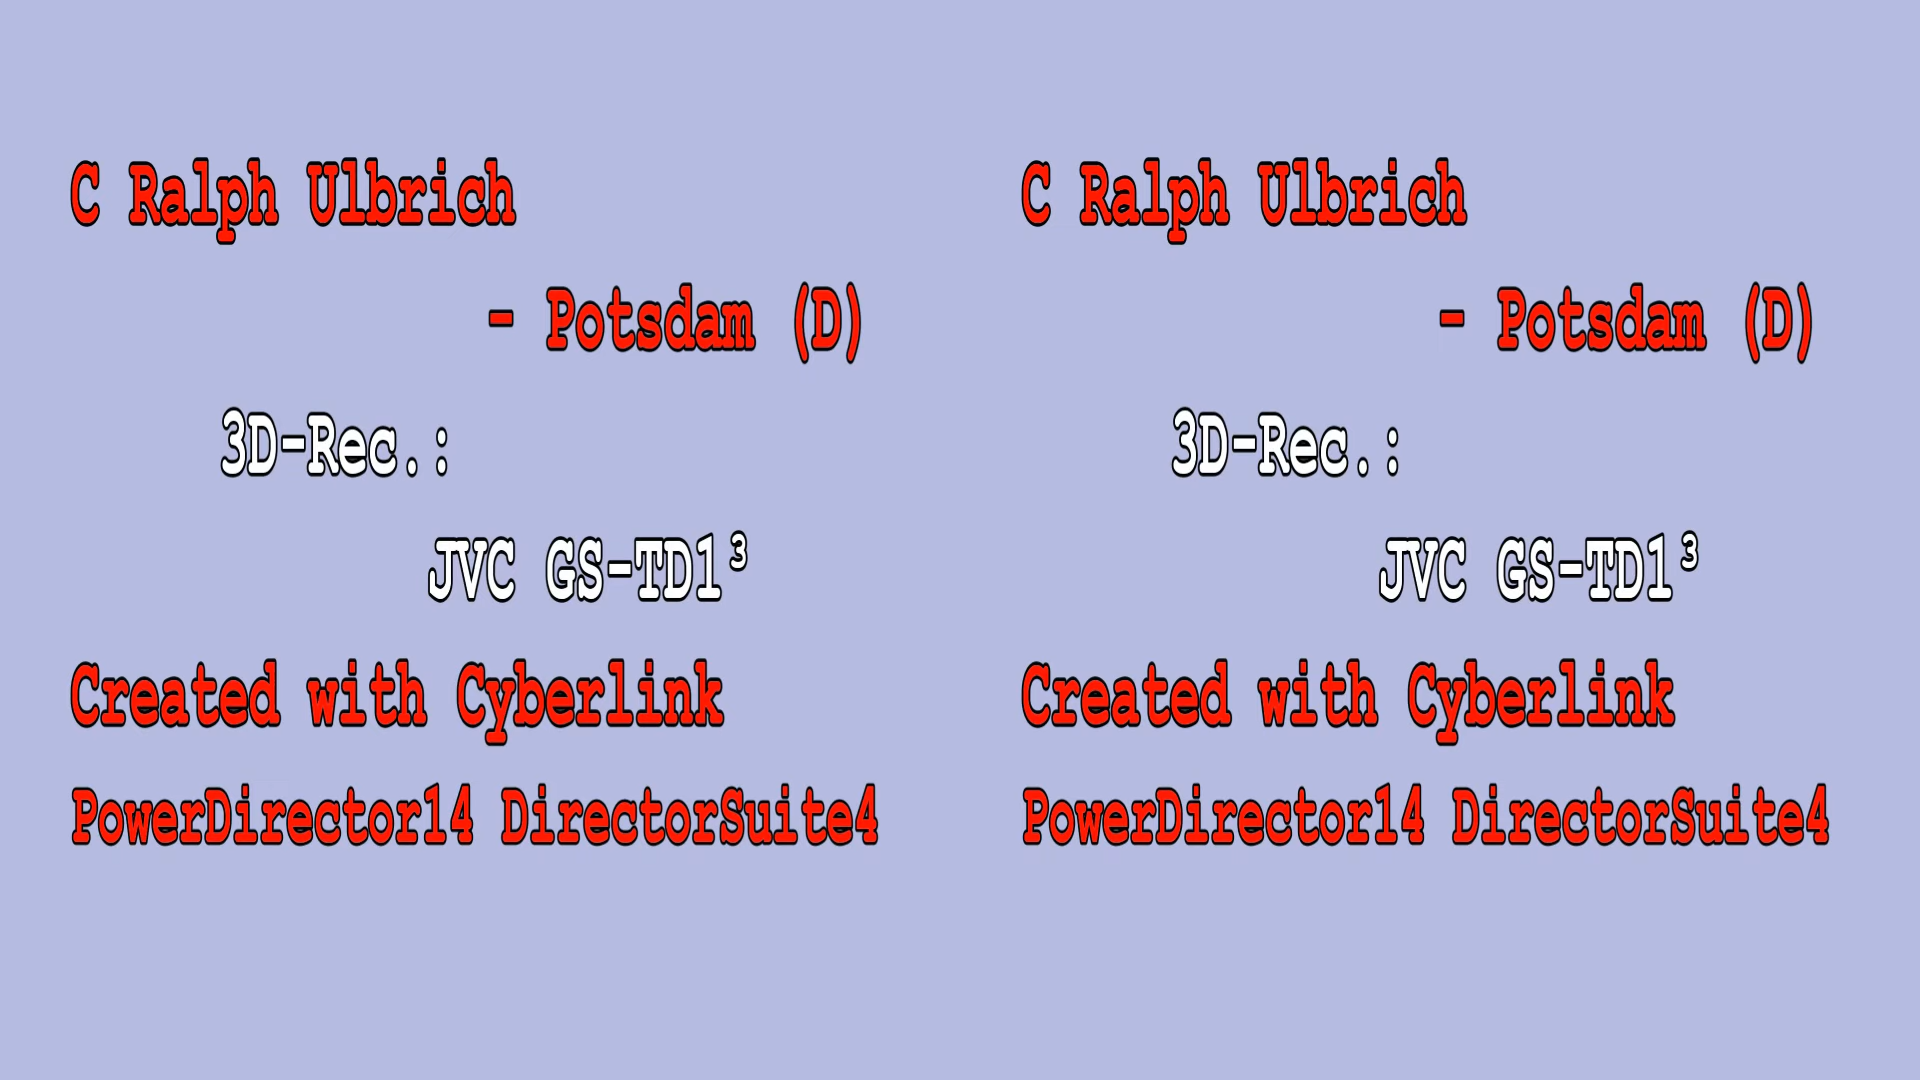 C Ralph Ulbrich
- Potsdam (D)
3D-Rec.:
JVC GS-TD1³
Created with Cyberlink
PowerDirector14 DirectorSuite4
C Ralph Ulbrich
- Potsdam (D)
3D-Rec.:
JVC GS-TD1³
Created with Cyberlink
PowerDirector14 DirectorSuite4